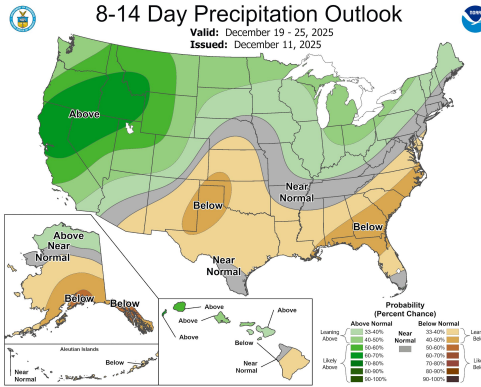 8-14 Day Precipitation Outlook
Valid: December 19 - 25, 2025
Issued: December 11, 2025
NOAA
Above
Near
Normal
Below
Below
Near
Normal
Above
Near
Normal
Below
Below
Aleutian Islands
Near
Normal
Below
Above
Above
Above
Above
Below
Near
Normal
Probability
(Percent Chance)
Above Normal
Below Normal
Leaning
Above
33-40%
40-50%
50-60%
60-70%
70-80%
80-90%
90-100%
Likely
Above
Near
Normal
33-40%
40-50%
50-60%
60-70%
70-80%
80-90%
90-100%